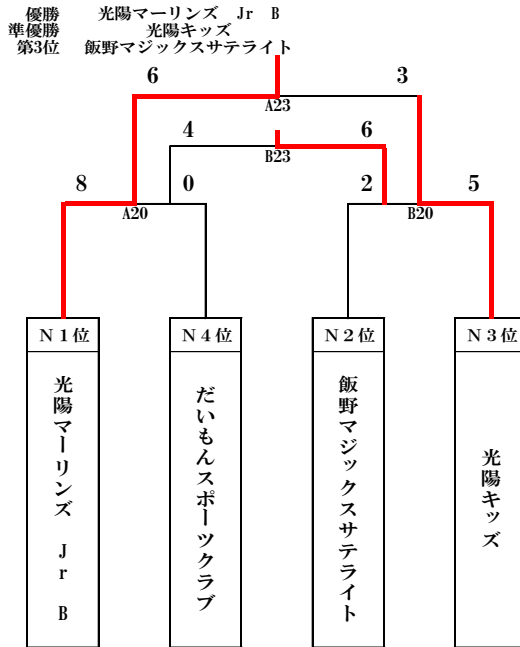 優勝 光陽マーリンズ Jr B
準優勝 光陽キッズ
第3位 飯野マジックスサテライト
6 3
A23
4 6
B23
8 0 2 5
A20 B20
N1位 N4位 N2位 N3位
光陽マーリンズ Jr B
だいもんスポーツクラブ
飯野マジックスサテライト
光陽キッズ